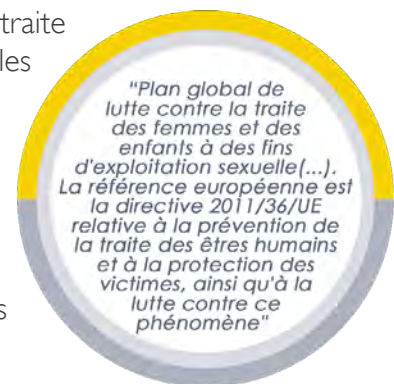 traite
les
"Plan global de
lutte contre la traite
des femmes et des
enfants à des fins
d'exploitation sexuelle(...).
La référence européenne est
la directive 2011/36/UE
relative à la prévention de
la traite des êtres humains
et à la protection des
victimes, ainsi qu'à la
lutte contre ce
phénomène"
s